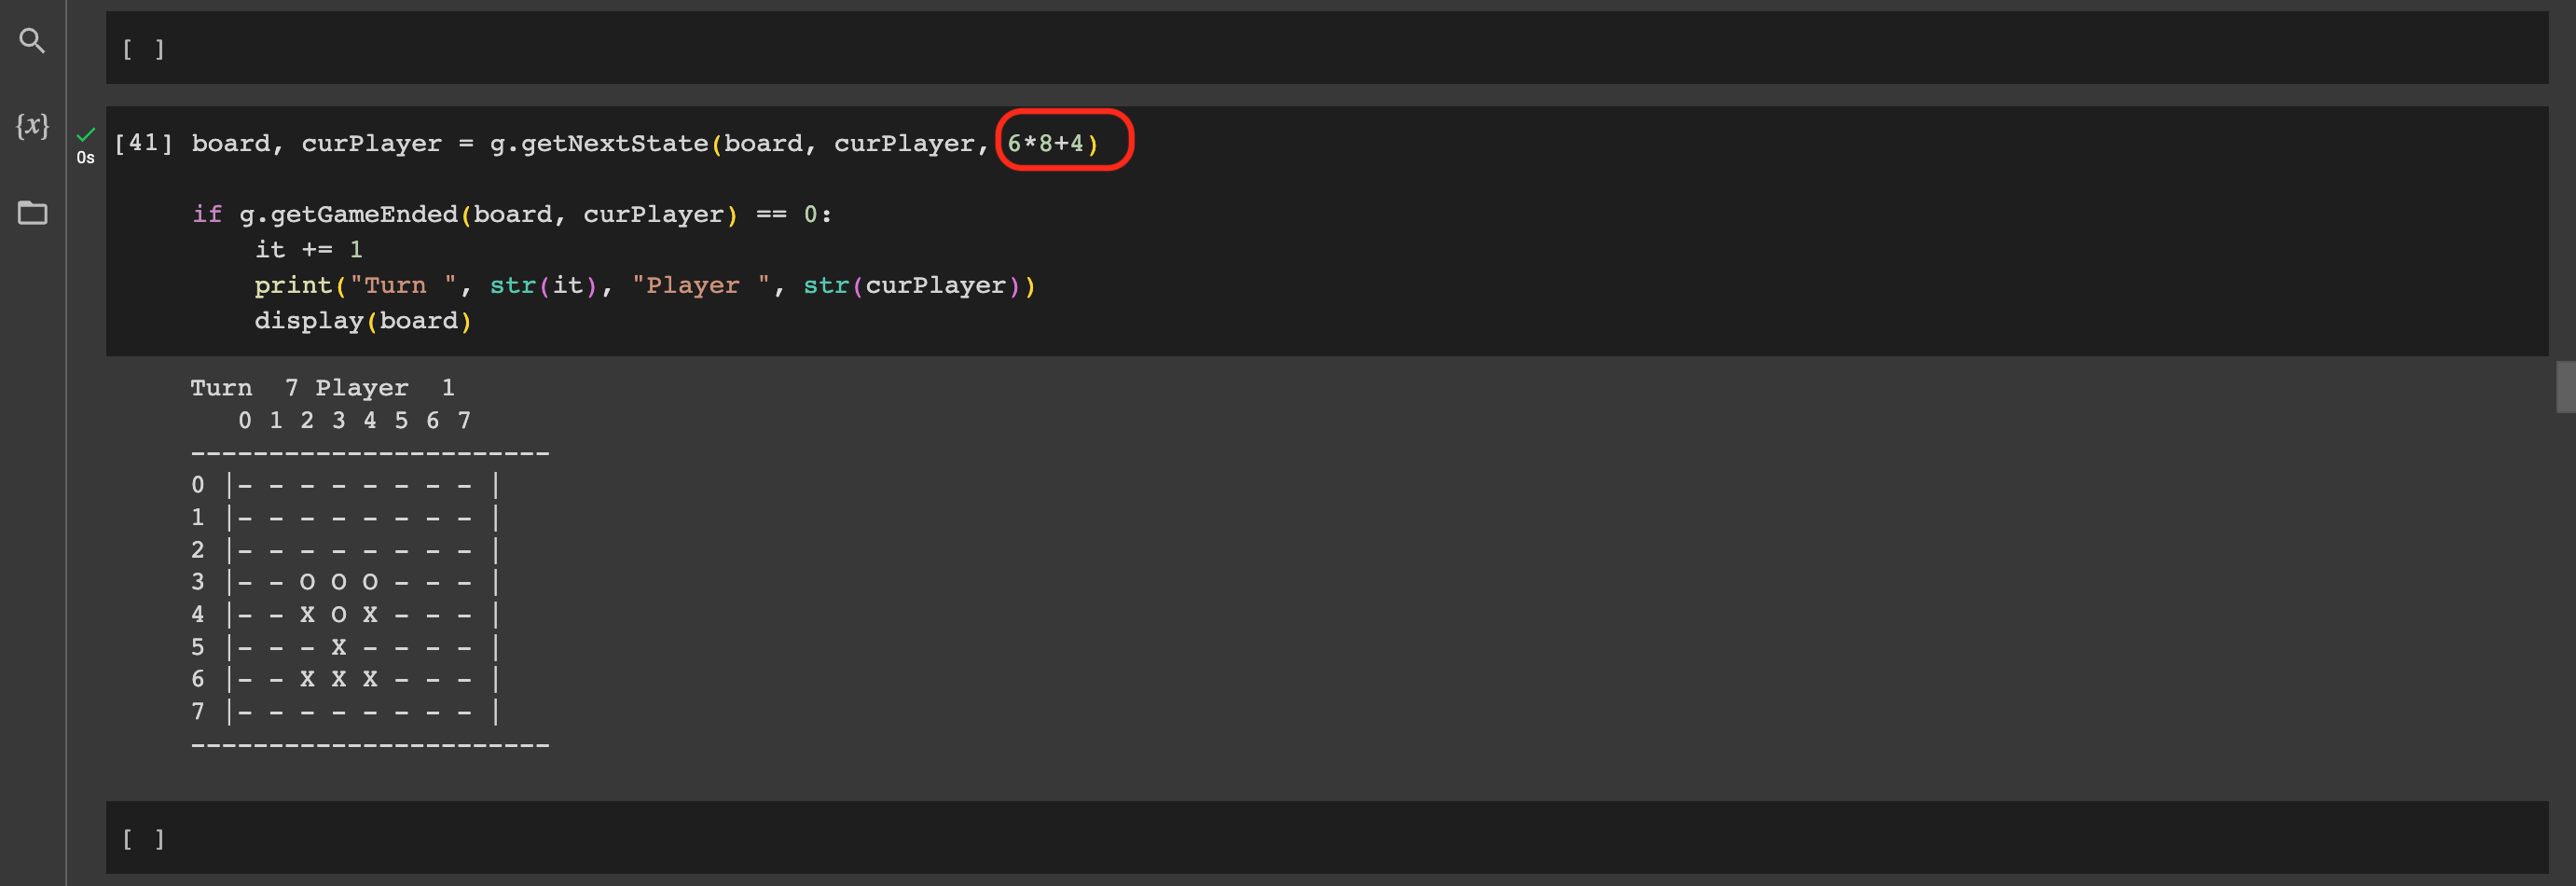 [ ]
{x}
0s
[41] board, curPlayer = g.getNextState(board, curPlayer, 6*8+4)
if g.getGameEnded(board, curPlayer) == 0:
    it += 1
    print("Turn ", str(it), "Player ", str(curPlayer))
    display(board)
Turn  7 Player  1
   0 1 2 3 4 5 6 7
-----------------------
0 |- - - - - - - - |
1 |- - - - - - - - |
2 |- - - - - - - - |
3 |- - O O O - - - |
4 |- - X O X - - - |
5 |- - - X - - - - |
6 |- - X X X - - - |
7 |- - - - - - - - |
-----------------------
[ ]